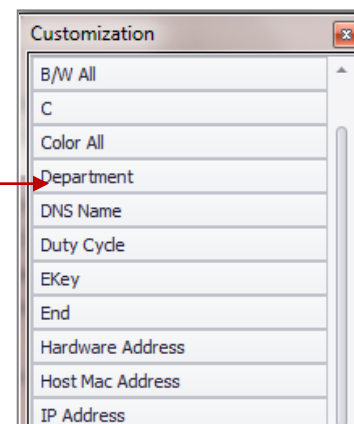 Customization
B/W All
C
Color All
Department
DNS Name
Duty Cycle
EKey
End
Hardware Address
Host Mac Address
IP Address